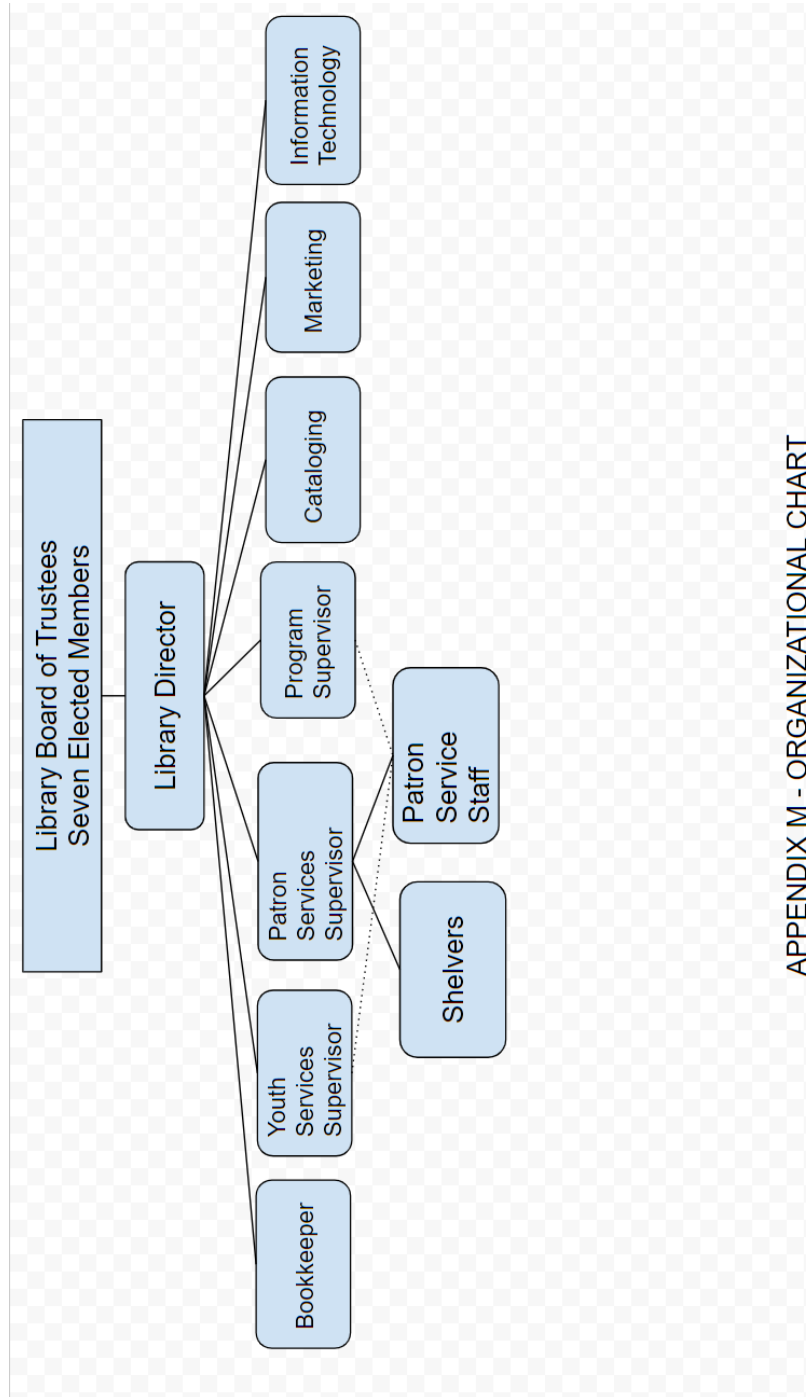 Library Board of Trustees
Seven Elected Members
Library Director
Bookkeeper
Youth
Services
Supervisor
Patron
Services
Supervisor
Program
Supervisor
Cataloging
Marketing
Information
Technology
Shelvers
Patron
Service
Staff
APPENDIX M - ORGANIZATIONAL CHART